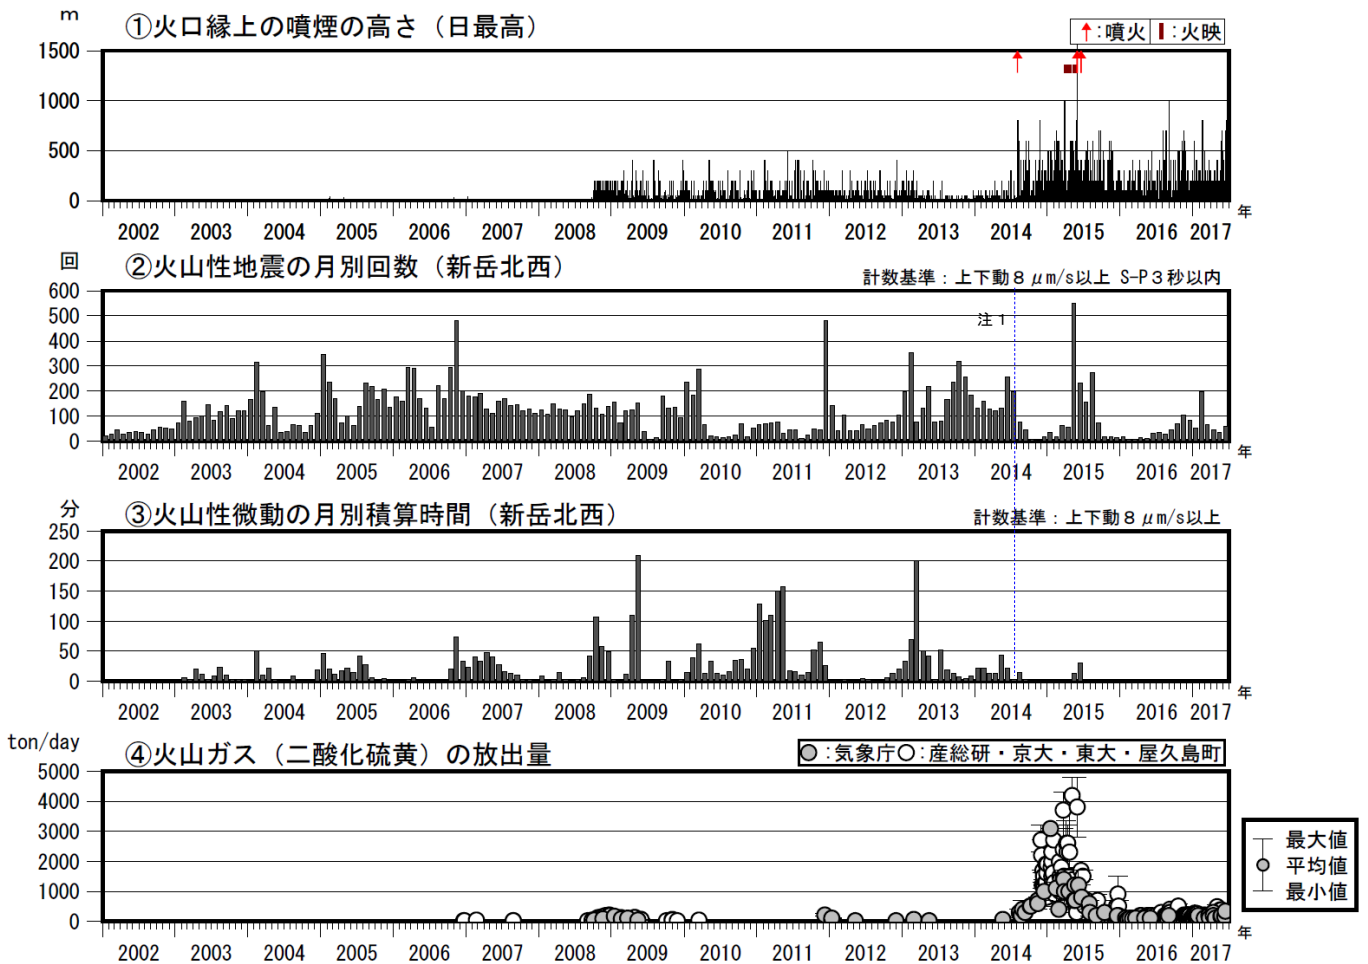 m
①火口縁上の噴煙の高さ（日最高）
↑:噴火 ▮:火映
1500
1000
500
0
年
2002 2003 2004 2005 2006 2007 2008 2009 2010 2011 2012 2013 2014 2015 2016 2017
回
②火山性地震の月別回数（新岳北西）
計数基準：上下動８μm/s以上 S-P３秒以内
600
500
400
300
200
100
0
注１
年
2002 2003 2004 2005 2006 2007 2008 2009 2010 2011 2012 2013 2014 2015 2016 2017
分
③火山性微動の月別積算時間（新岳北西）
計数基準：上下動８μm/s以上
250
200
150
100
50
0
年
2002 2003 2004 2005 2006 2007 2008 2009 2010 2011 2012 2013 2014 2015 2016 2017
ton/day
④火山ガス（二酸化硫黄）の放出量
:気象庁 :産総研・京大・東大・屋久島町
5000
4000
3000
2000
1000
0
最大値
平均値
最小値
年
2002 2003 2004 2005 2006 2007 2008 2009 2010 2011 2012 2013 2014 2015 2016 2017